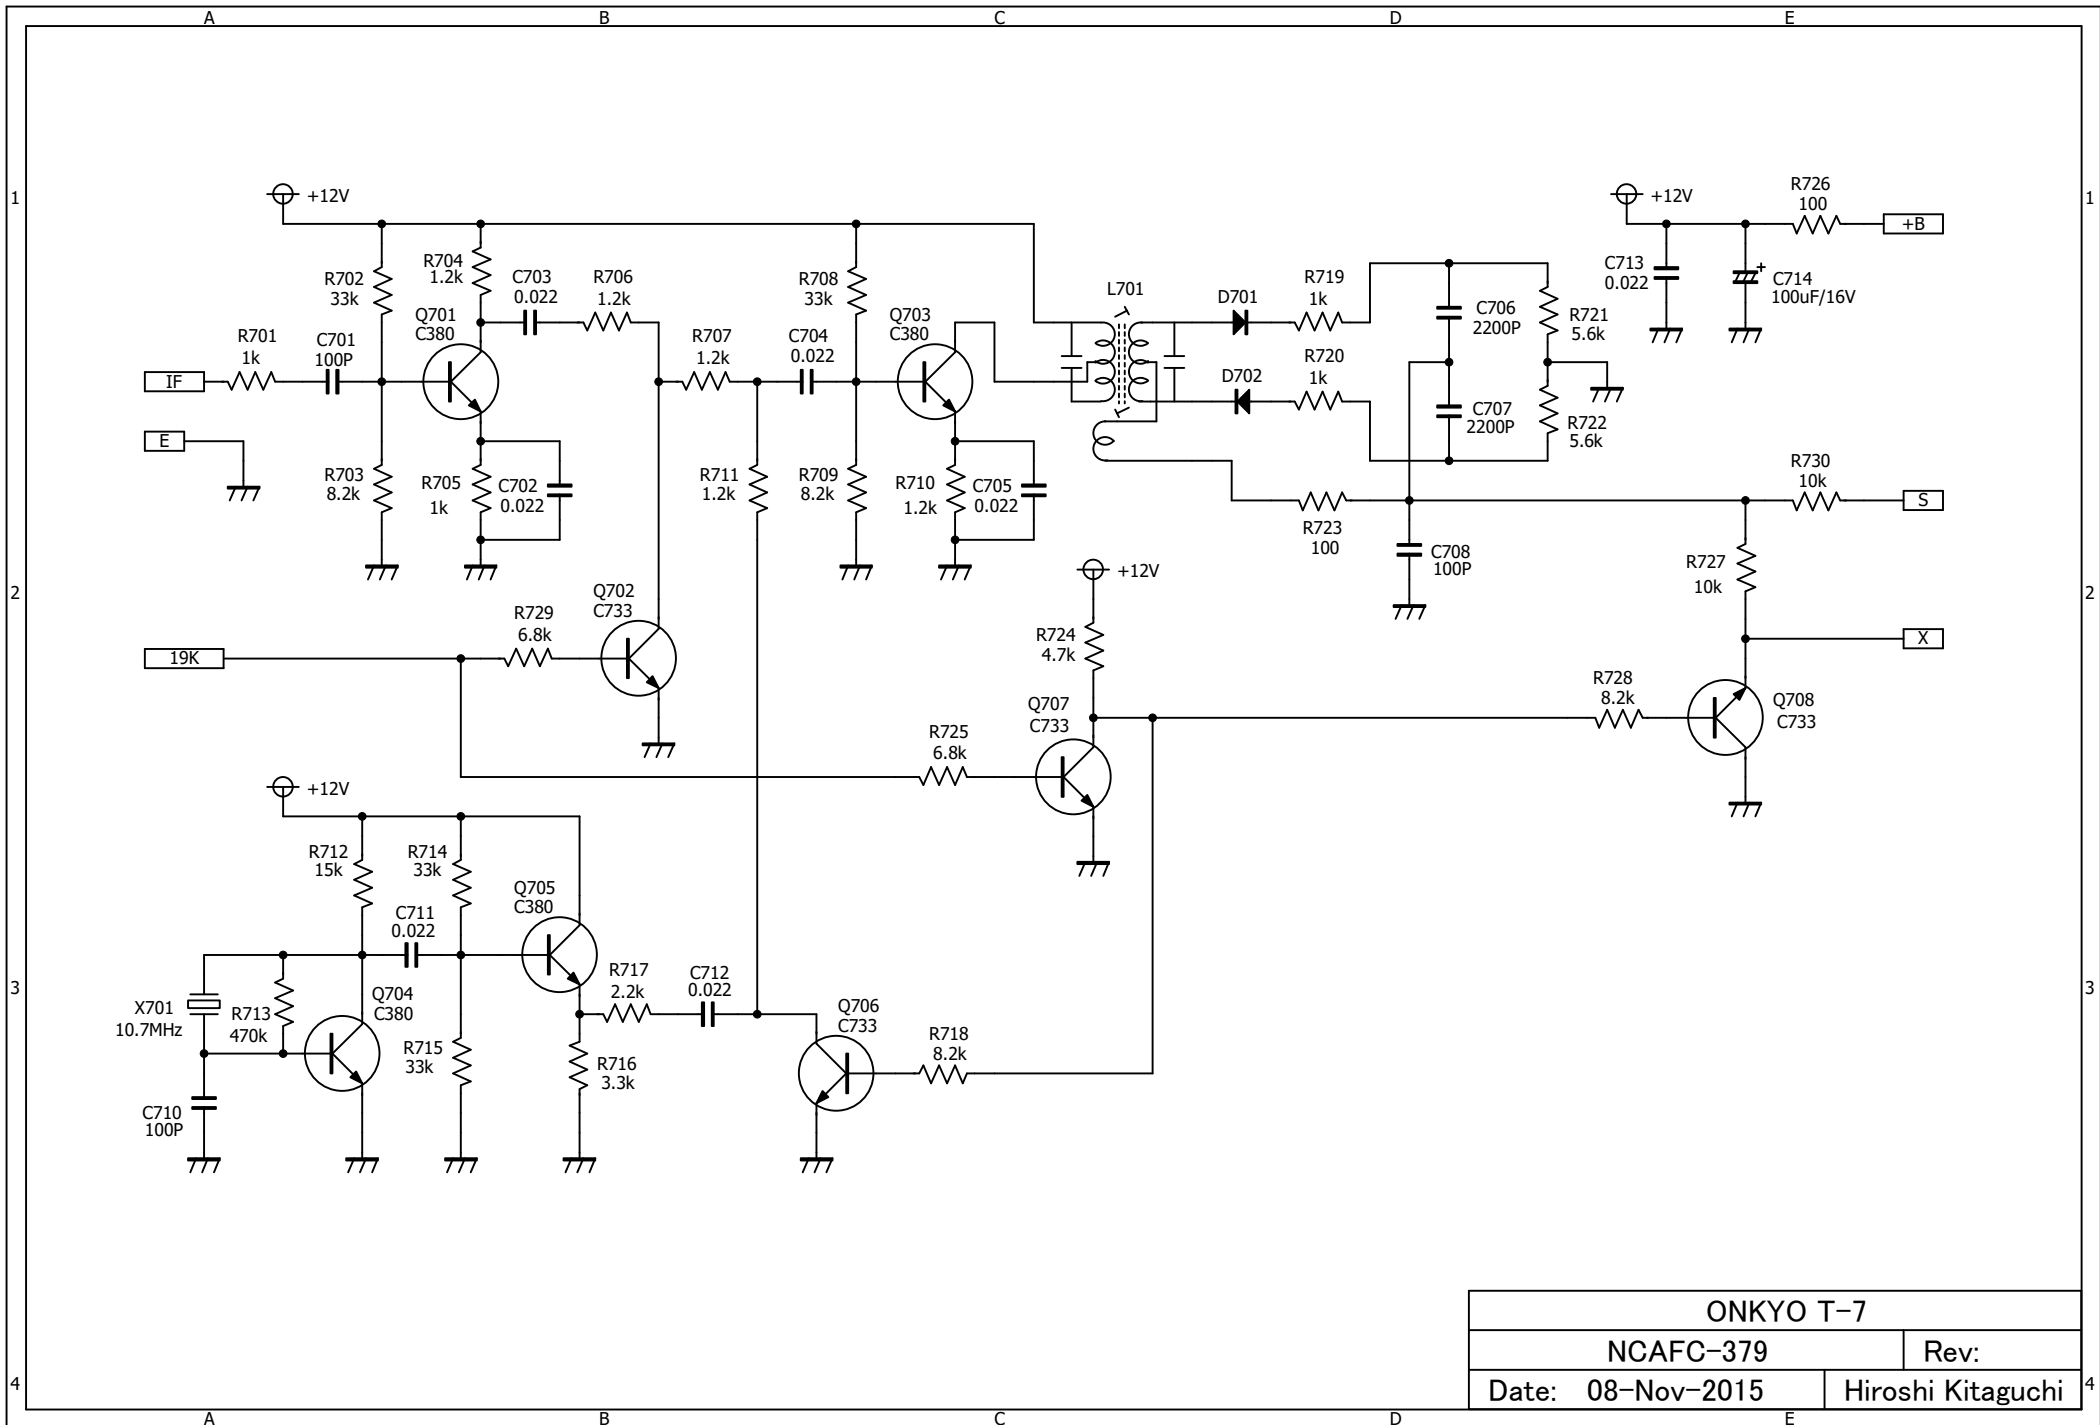 A B C D E
1 1
2 2
3 3
4 4
A B C D E
+12V
R702
33k
R704
1.2k
C703
0.022
R706
1.2k
R708
33k
Q701
C380
Q703
C380
R701
1k
C701
100P
R707
1.2k
C704
0.022
IF
E
R703
8.2k
R705
1k
C702
0.022
R711
1.2k
R709
8.2k
R710
1.2k
C705
0.022
L701
D701
D702
R719
1k
R720
1k
C706
2200P
C707
2200P
R721
5.6k
R722
5.6k
+12V
R726
100
+B
C713
0.022
+
C714
100uF/16V
R730
10k
S
R723
100
C708
100P
R727
10k
X
Q702
C733
R729
6.8k
19K
+12V
R724
4.7k
Q707
C733
R725
6.8k
R728
8.2k
Q708
C733
+12V
R712
15k
R714
33k
Q705
C380
C711
0.022
X701
10.7MHz
R713
470k
Q704
C380
R715
33k
R717
2.2k
C712
0.022
R716
3.3k
Q706
C733
R718
8.2k
C710
100P
ONKYO T-7
NCAFC-379
Rev:
Date: 08-Nov-2015
Hiroshi Kitaguchi